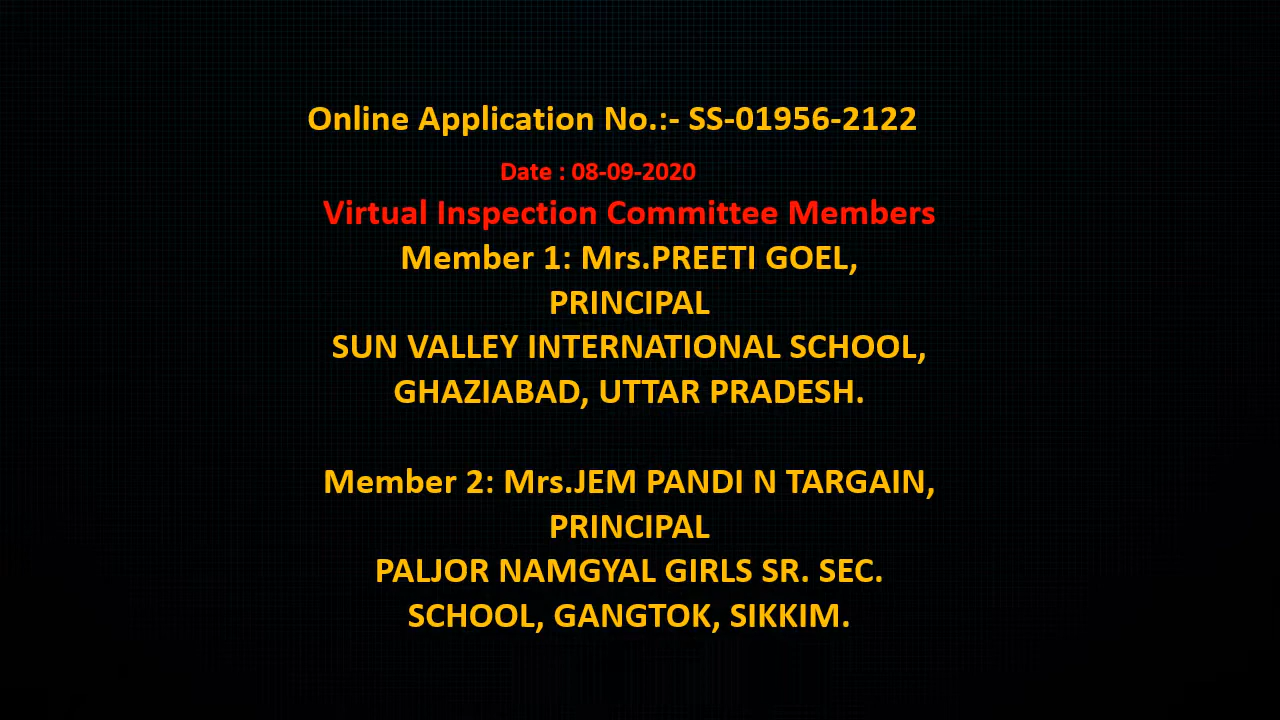 Online Application No.:- SS-01956-2122
Date : 08-09-2020
Virtual Inspection Committee Members
Member 1: Mrs.PREETI GOEL,
PRINCIPAL
SUN VALLEY INTERNATIONAL SCHOOL,
GHAZIABAD, UTTAR PRADESH.
Member 2: Mrs.JEM PANDI N TARGAIN,
PRINCIPAL
PALJOR NAMGYAL GIRLS SR. SEC.
SCHOOL, GANGTOK, SIKKIM.